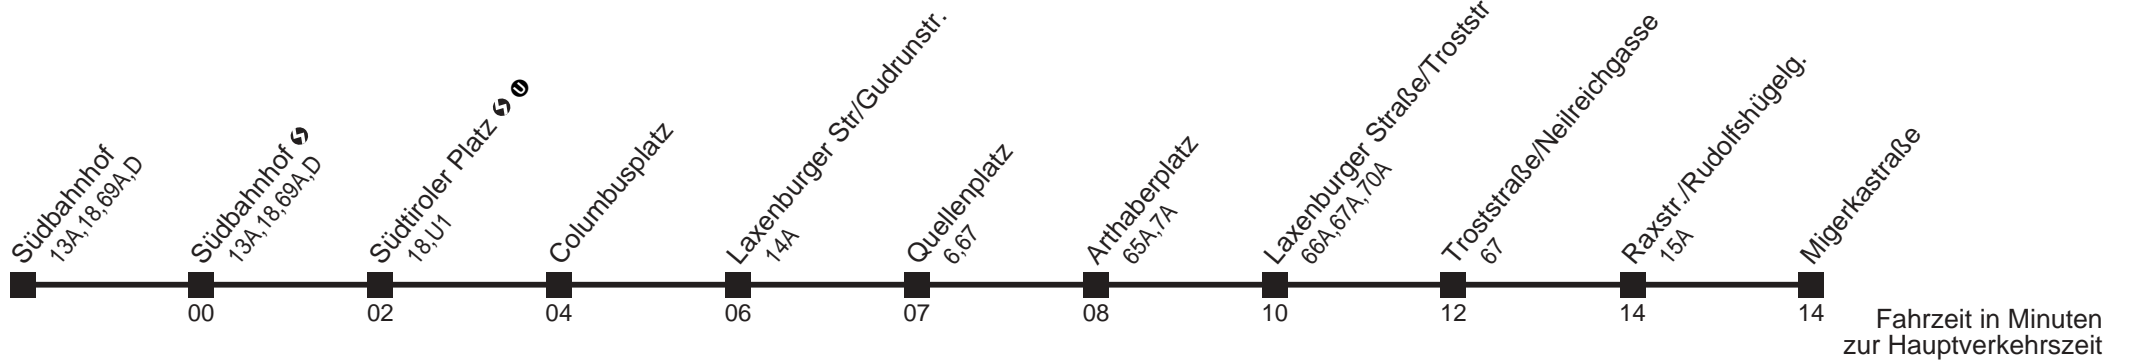 Südbahnhof
13A,18,69A,D
Südbahnhof
13A,18,69A,D
Südtiroler Platz U
18,U1
Columbusplatz
Laxenburger Str/Gudrunstr.
14A
Quellenplatz
6,67
Arthaberplatz
65A,7A
Laxenburger Straße/Troststr
66A,67A,70A
Troststraße/Neilreichgasse
67
Raxstr./Rudolfshügelg.
15A
Migerkastraße
00 02 04 06 07 08 10 12 14 14
Fahrzeit in Minuten
zur Hauptverkehrszeit